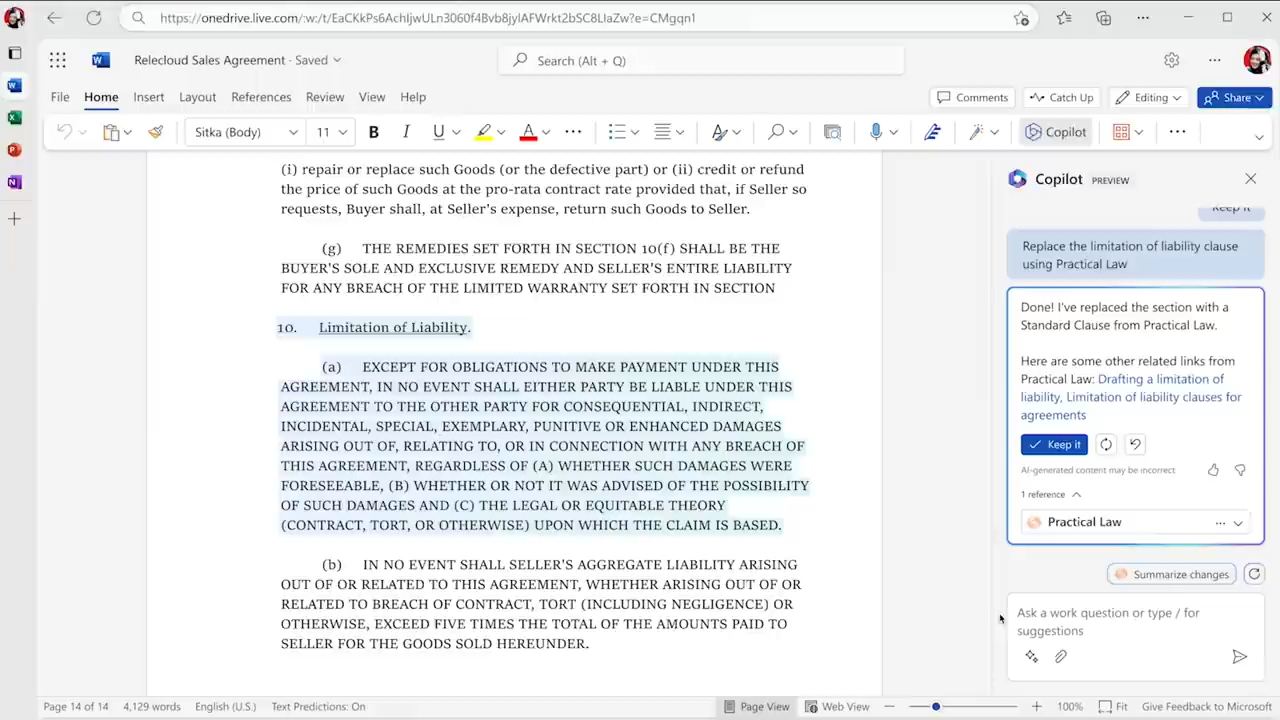 https://onedrive.live.com/:w:/t/EaCKkPs6AchIjwULn3060f4Bvb8jyIAFWrkt2bSC8LIaZw?e=CMgqn1
Relecloud Sales Agreement · Saved
Search (Alt + Q)
File Home Insert Layout References Review View Help
Comments Catch Up Editing Share
Sitka (Body) 11 B I U A Copilot
(i) repair or replace such Goods (or the defective part) or (ii) credit or refund
the price of such Goods at the pro-rata contract rate provided that, if Seller so
requests, Buyer shall, at Seller's expense, return such Goods to Seller.
(g) THE REMEDIES SET FORTH IN SECTION 10(f) SHALL BE THE
BUYER'S SOLE AND EXCLUSIVE REMEDY AND SELLER'S ENTIRE LIABILITY
FOR ANY BREACH OF THE LIMITED WARRANTY SET FORTH IN SECTION
10. Limitation of Liability.
(a) EXCEPT FOR OBLIGATIONS TO MAKE PAYMENT UNDER THIS
AGREEMENT, IN NO EVENT SHALL EITHER PARTY BE LIABLE UNDER THIS
AGREEMENT TO THE OTHER PARTY FOR CONSEQUENTIAL, INDIRECT,
INCIDENTAL, SPECIAL, EXEMPLARY, PUNITIVE OR ENHANCED DAMAGES
ARISING OUT OF, RELATING TO, OR IN CONNECTION WITH ANY BREACH OF
THIS AGREEMENT, REGARDLESS OF (A) WHETHER SUCH DAMAGES WERE
FORESEEABLE, (B) WHETHER OR NOT IT WAS ADVISED OF THE POSSIBILITY
OF SUCH DAMAGES AND (C) THE LEGAL OR EQUITABLE THEORY
(CONTRACT, TORT, OR OTHERWISE) UPON WHICH THE CLAIM IS BASED.
(b) IN NO EVENT SHALL SELLER'S AGGREGATE LIABILITY ARISING
OUT OF OR RELATED TO THIS AGREEMENT, WHETHER ARISING OUT OF OR
RELATED TO BREACH OF CONTRACT, TORT (INCLUDING NEGLIGENCE) OR
OTHERWISE, EXCEED FIVE TIMES THE TOTAL OF THE AMOUNTS PAID TO
SELLER FOR THE GOODS SOLD HEREUNDER.
Copilot PREVIEW
Keep it
Replace the limitation of liability clause
using Practical Law
Done! I've replaced the section with a
Standard Clause from Practical Law.
Here are some other related links from
Practical Law: Drafting a limitation of
liability, Limitation of liability clauses for
agreements
Keep it
AI-generated content may be incorrect
1 reference
Practical Law
Summarize changes
Ask a work question or type / for
suggestions
Page 14 of 14 4,129 words English (U.S.) Text Predictions: On Page View Web View 100% Fit Give Feedback to Microsoft